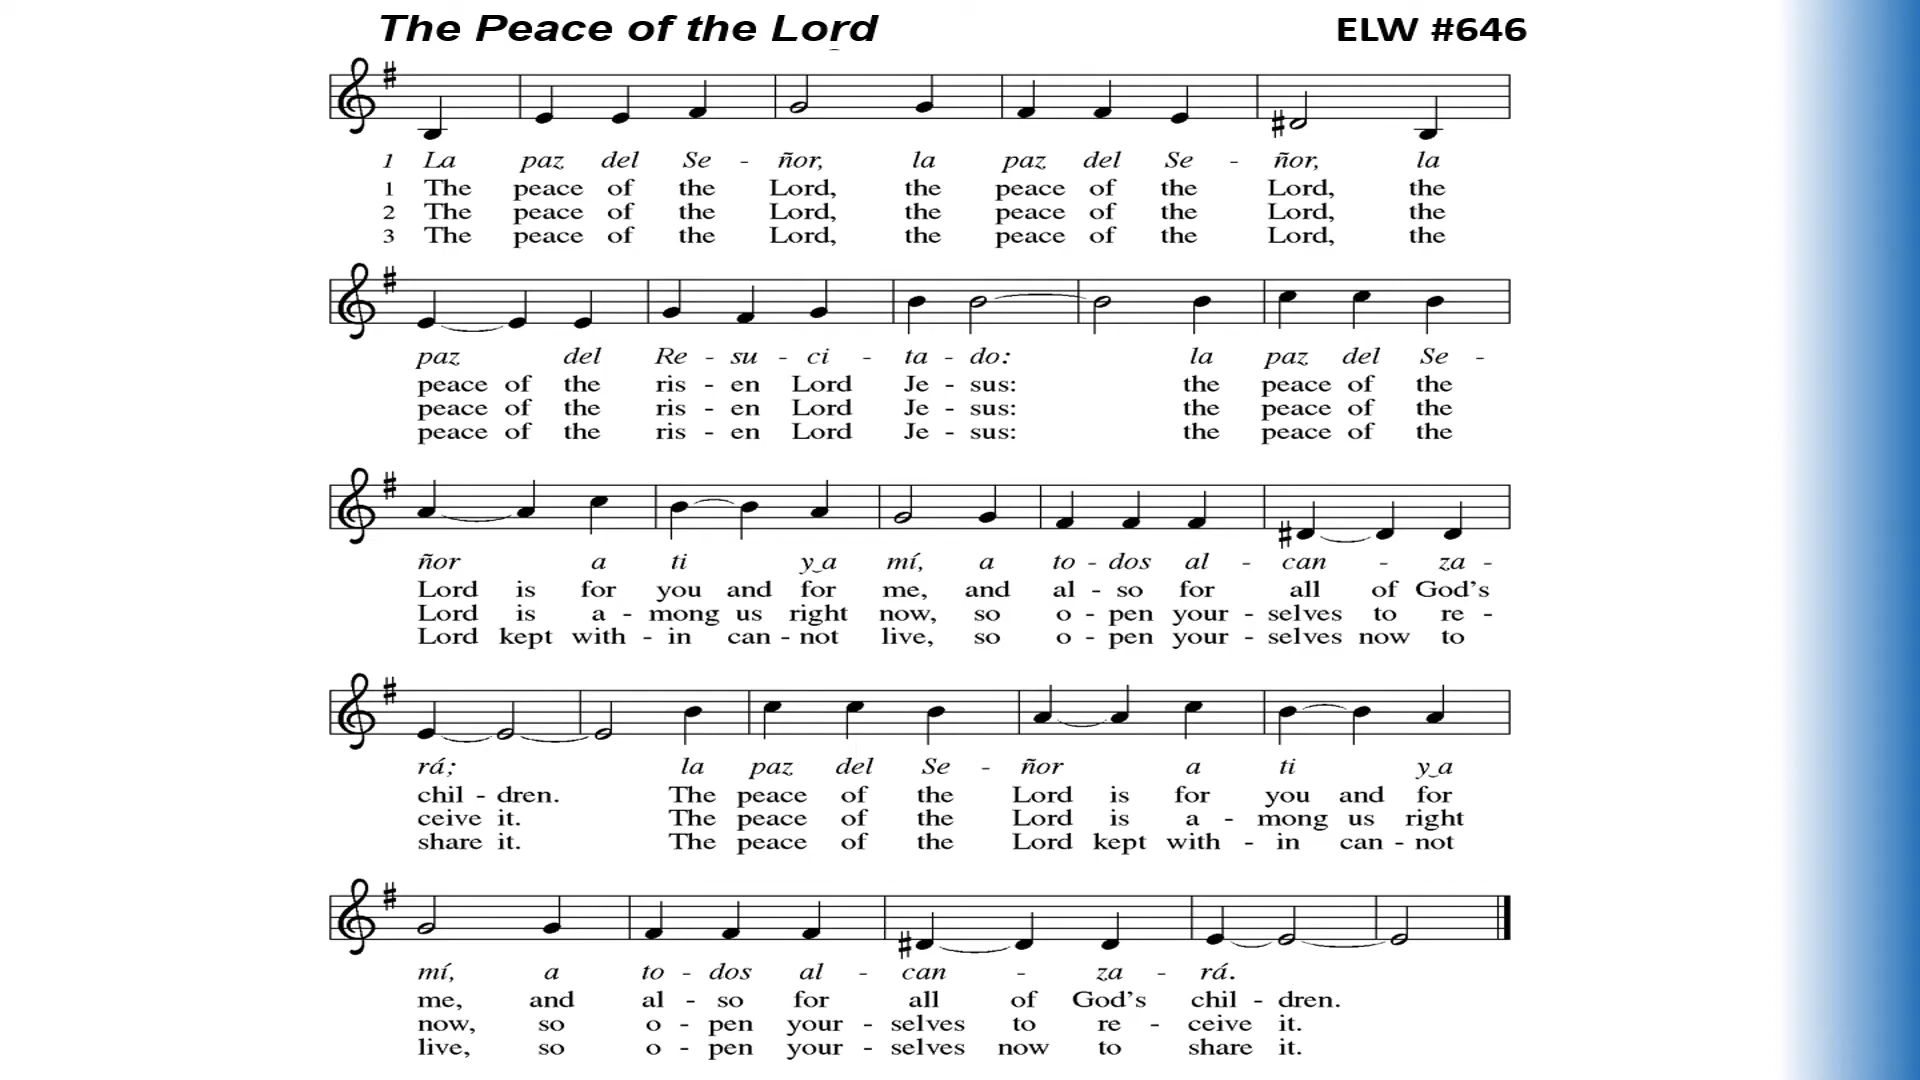 The Peace of the Lord ELW #646
1 La paz del Se - ñor, la paz del Se - ñor, la
1 The peace of the Lord, the peace of the Lord, the
2 The peace of the Lord, the peace of the Lord, the
3 The peace of the Lord, the peace of the Lord, the
paz del Re - su - ci - ta - do: la paz del Se -
peace of the ris - en Lord Je - sus: the peace of the
peace of the ris - en Lord Je - sus: the peace of the
peace of the ris - en Lord Je - sus: the peace of the
ñor a ti y‿a mí, a to - dos al - can - za -
Lord is for you and for me, and al - so for all of God's
Lord is a - mong us right now, so o - pen your - selves to re -
Lord kept with - in can - not live, so o - pen your - selves now to
rá; la paz del Se - ñor a ti y‿a
chil - dren. The peace of the Lord is for you and for
ceive it. The peace of the Lord is a - mong us right
share it. The peace of the Lord kept with - in can - not
mí, a to - dos al - can - za - rá.
me, and al - so for all of God's chil - dren.
now, so o - pen your - selves to re - ceive it.
live, so o - pen your - selves now to share it.